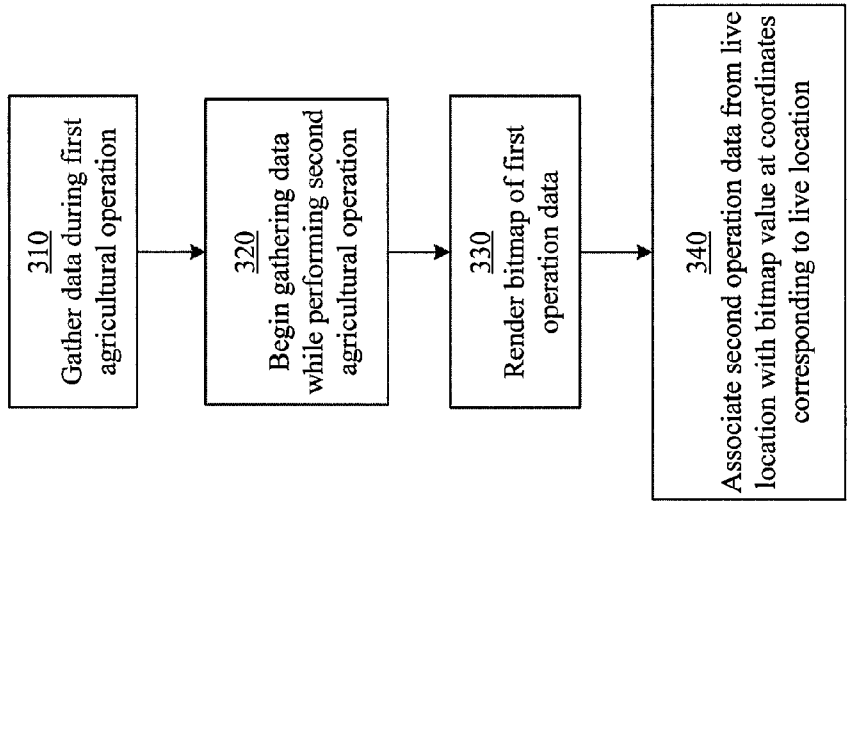 310
Gather data during first
agricultural operation
320
Begin gathering data
while performing second
agricultural operation
330
Render bitmap of first
operation data
340
Associate second operation data from live
location with bitmap value at coordinates
corresponding to live location